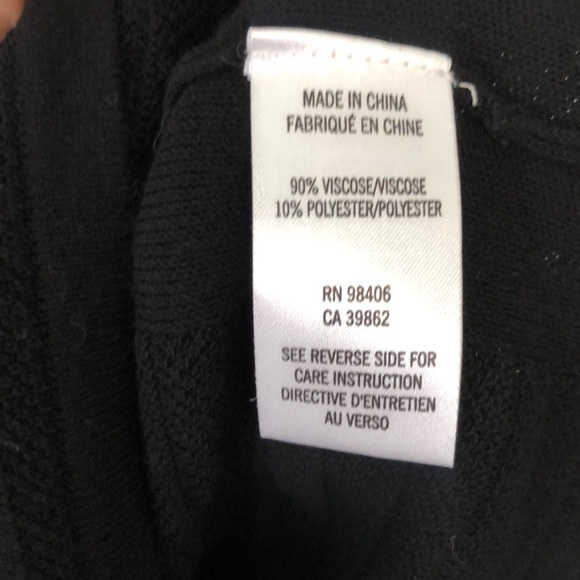 MADE IN CHINA
FABRIQUÉ EN CHINE
90% VISCOSE/VISCOSE
10% POLYESTER/POLYESTER
RN 98406
CA 39862
SEE REVERSE SIDE FOR
CARE INSTRUCTION
DIRECTIVE D'ENTRETIEN
AU VERSO